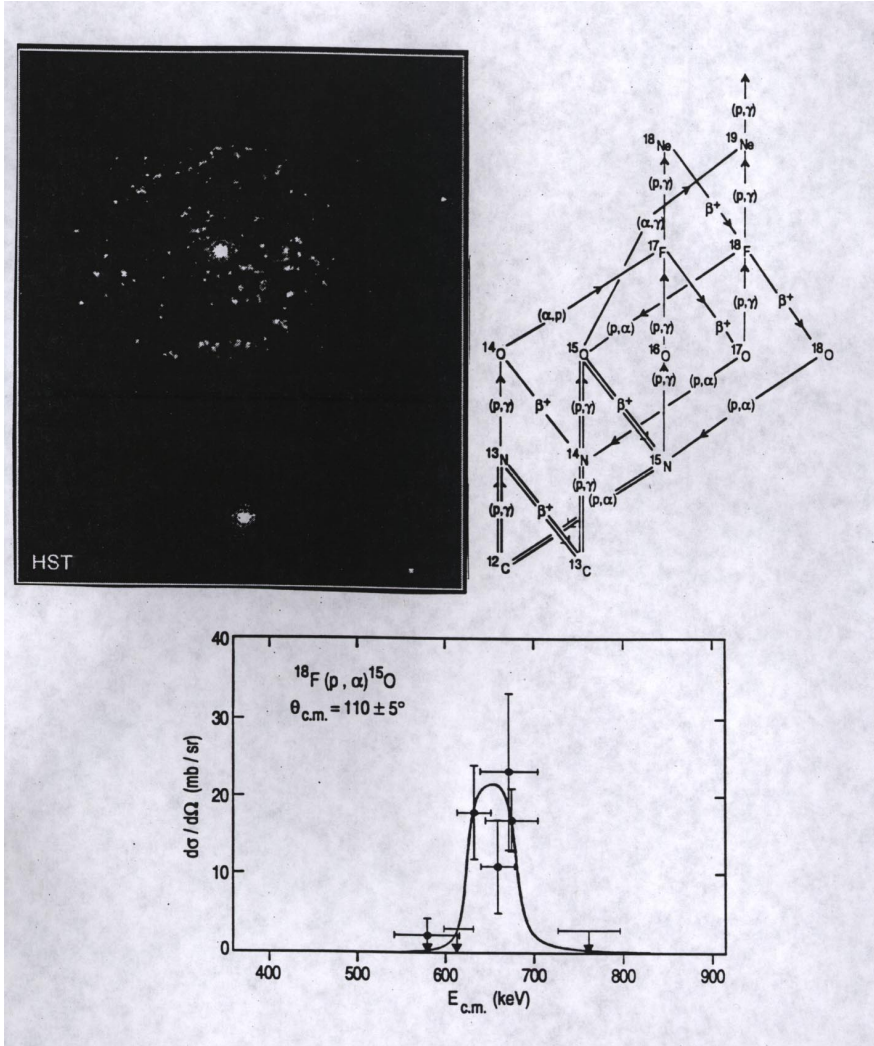 HST
(p,γ)
¹⁸Ne
¹⁹Ne
(p,γ)
β⁺
(p,γ)
(α,γ)
¹⁷F
¹⁸F
(α,p)
(p,α)
(p,γ)
β⁺
(p,γ)
β⁺
¹⁴O
¹⁵O
¹⁶O
¹⁷O
¹⁸O
(p,γ)
β⁺
(p,γ)
β⁺
(p,γ)
(p,α)
(p,α)
¹³N
¹⁴N
¹⁵N
(p,γ)
β⁺
(p,γ)
(p,α)
¹²C
¹³C
¹⁸F (p , α)¹⁵O
θc.m. = 110 ± 5°
dσ / dΩ (mb / sr)
40
30
20
10
0
400 500 600 700 800 900
Ec.m. (keV)